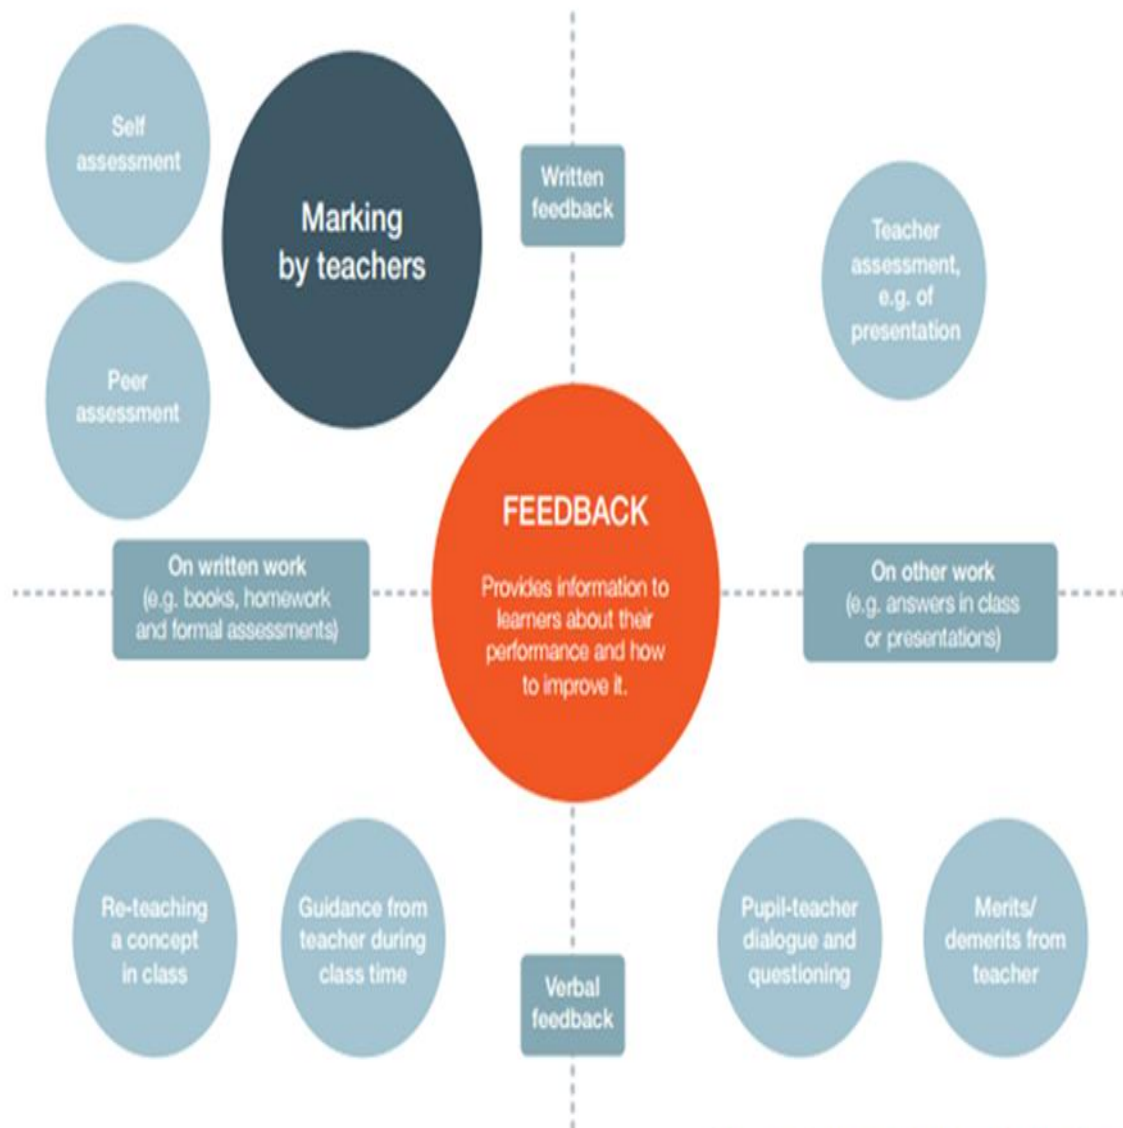 Self
assessment
Marking
by teachers
Written
feedback
Teacher
assessment,
e.g. of
presentation
Peer
assessment
FEEDBACK
Provides information to
learners about their
performance and how
to improve it.
On written work
(e.g. books, homework
and formal assessments)
On other work
(e.g. answers in class
or presentations)
Re-teaching
a concept
in class
Guidance from
teacher during
class time
Verbal
feedback
Pupil-teacher
dialogue and
questioning
Merits/
demerits from
teacher